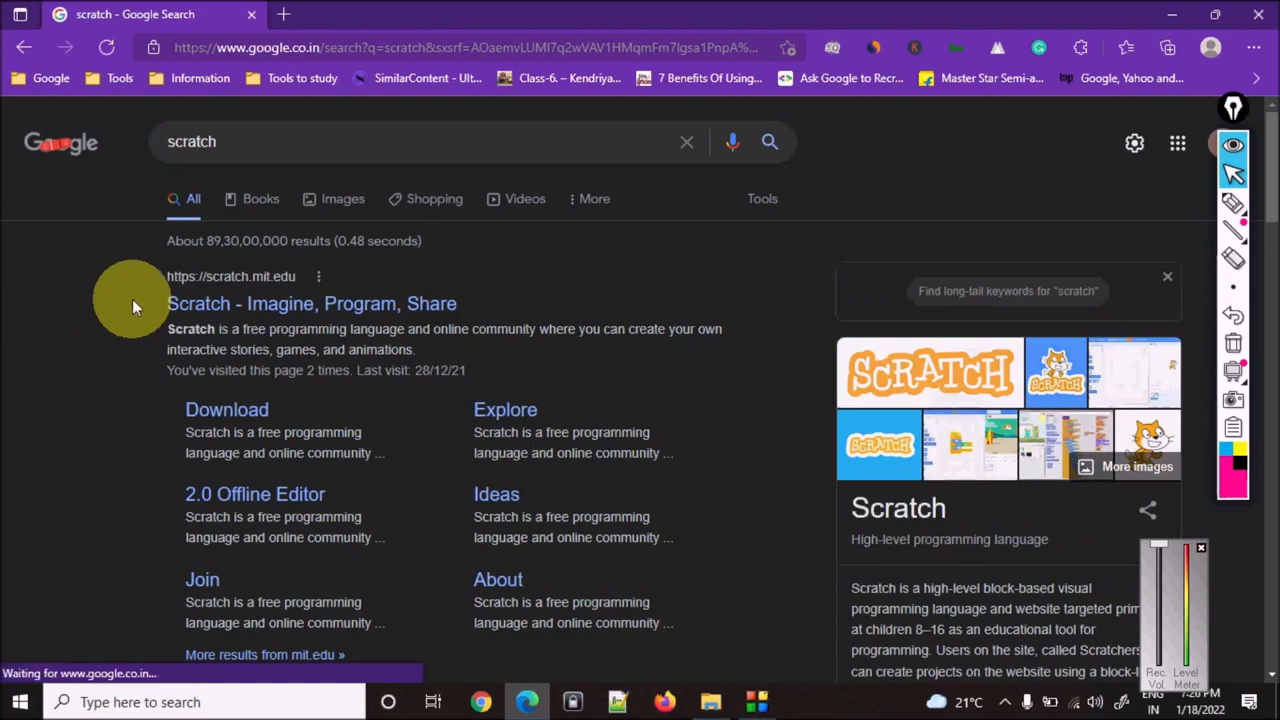 scratch - Google Search
https://www.google.co.in/search?q=scratch&sxsrf=AOaemvLUMI7q2wVAV1HMqmFm7Igsa1PnpA%...
Google
Tools
Information
Tools to study
SimilarContent - Ult...
Class-6. – Kendriya...
7 Benefits Of Using...
Ask Google to Recr...
Master Star Semi-a...
Google, Yahoo and...
scratch
All
Books
Images
Shopping
Videos
More
Tools
About 89,30,00,000 results (0.48 seconds)
https://scratch.mit.edu
Scratch - Imagine, Program, Share
Scratch is a free programming language and online community where you can create your own
interactive stories, games, and animations.
You've visited this page 2 times. Last visit: 28/12/21
Download
Scratch is a free programming
language and online community ...
Explore
Scratch is a free programming
language and online community ...
2.0 Offline Editor
Scratch is a free programming
language and online community ...
Ideas
Scratch is a free programming
language and online community ...
Join
Scratch is a free programming
language and online community ...
About
Scratch is a free programming
language and online community ...
More results from mit.edu »
Find long-tail keywords for "scratch"
SCRATCH
SCRATCH
SCRATCH
More images
Scratch
High-level programming language
Scratch is a high-level block-based visual
programming language and website targeted prim
at children 8–16 as an educational tool for
programming. Users on the site, called Scratchers
can create projects on the website using a block-l
Rec. Level
Vol. Meter
Waiting for www.google.co.in...
Type here to search
21°C
ENG
IN
7:20 PM
1/18/2022